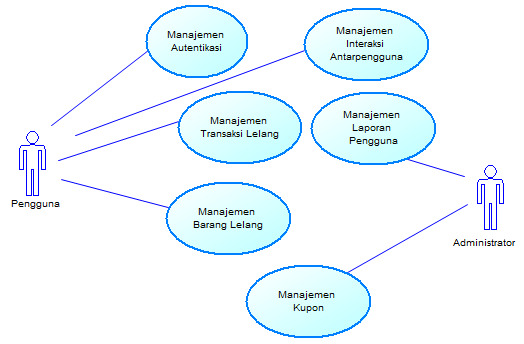 Manajemen
Autentikasi
Manajemen
Interaksi
Antarpengguna
Manajemen
Transaksi Lelang
Manajemen
Laporan
Pengguna
Pengguna
Manajemen
Barang Lelang
Administrator
Manajemen
Kupon